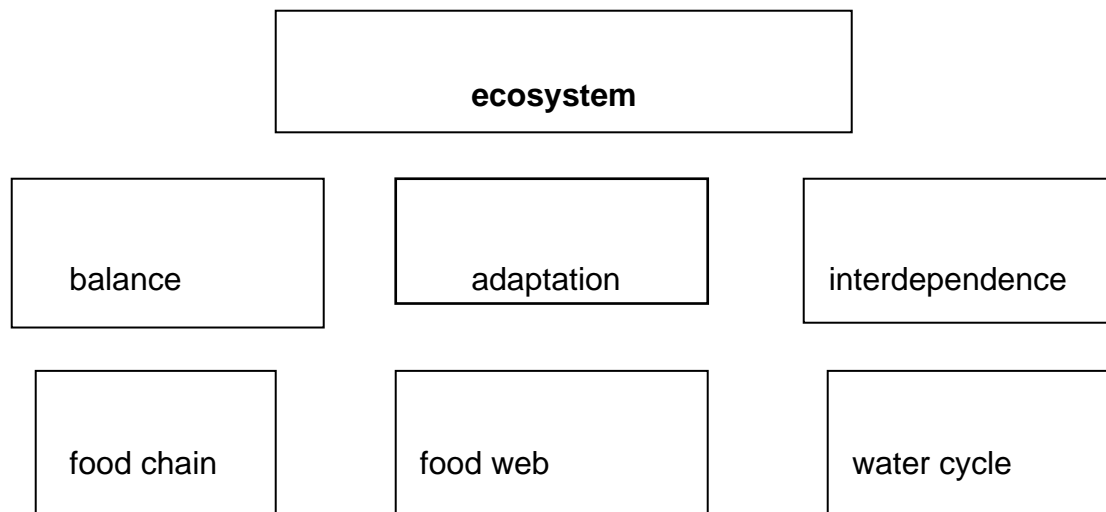 ecosystem
balance adaptation interdependence
food chain food web water cycle